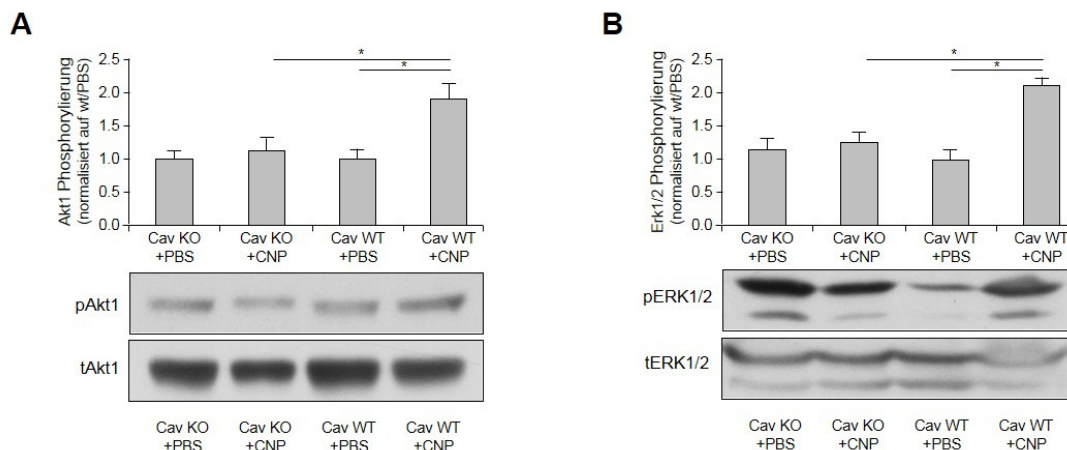 A
Akt1 Phosphorylierung
(normalisiert auf wt/PBS)
2.5
2.0
1.5
1.0
0.5
0.0
*
*
Cav KO Cav KO Cav WT Cav WT
+PBS +CNP +PBS +CNP
pAkt1
tAkt1
Cav KO Cav KO Cav WT Cav WT
+PBS +CNP +PBS +CNP
B
Erk1/2 Phosphorylierung
(normalisiert auf wt/PBS)
2.5
2.0
1.5
1.0
0.5
0.0
*
*
Cav KO Cav KO Cav WT Cav WT
+PBS +CNP +PBS +CNP
pERK1/2
tERK1/2
Cav KO Cav KO Cav WT Cav WT
+PBS +CNP +PBS +CNP